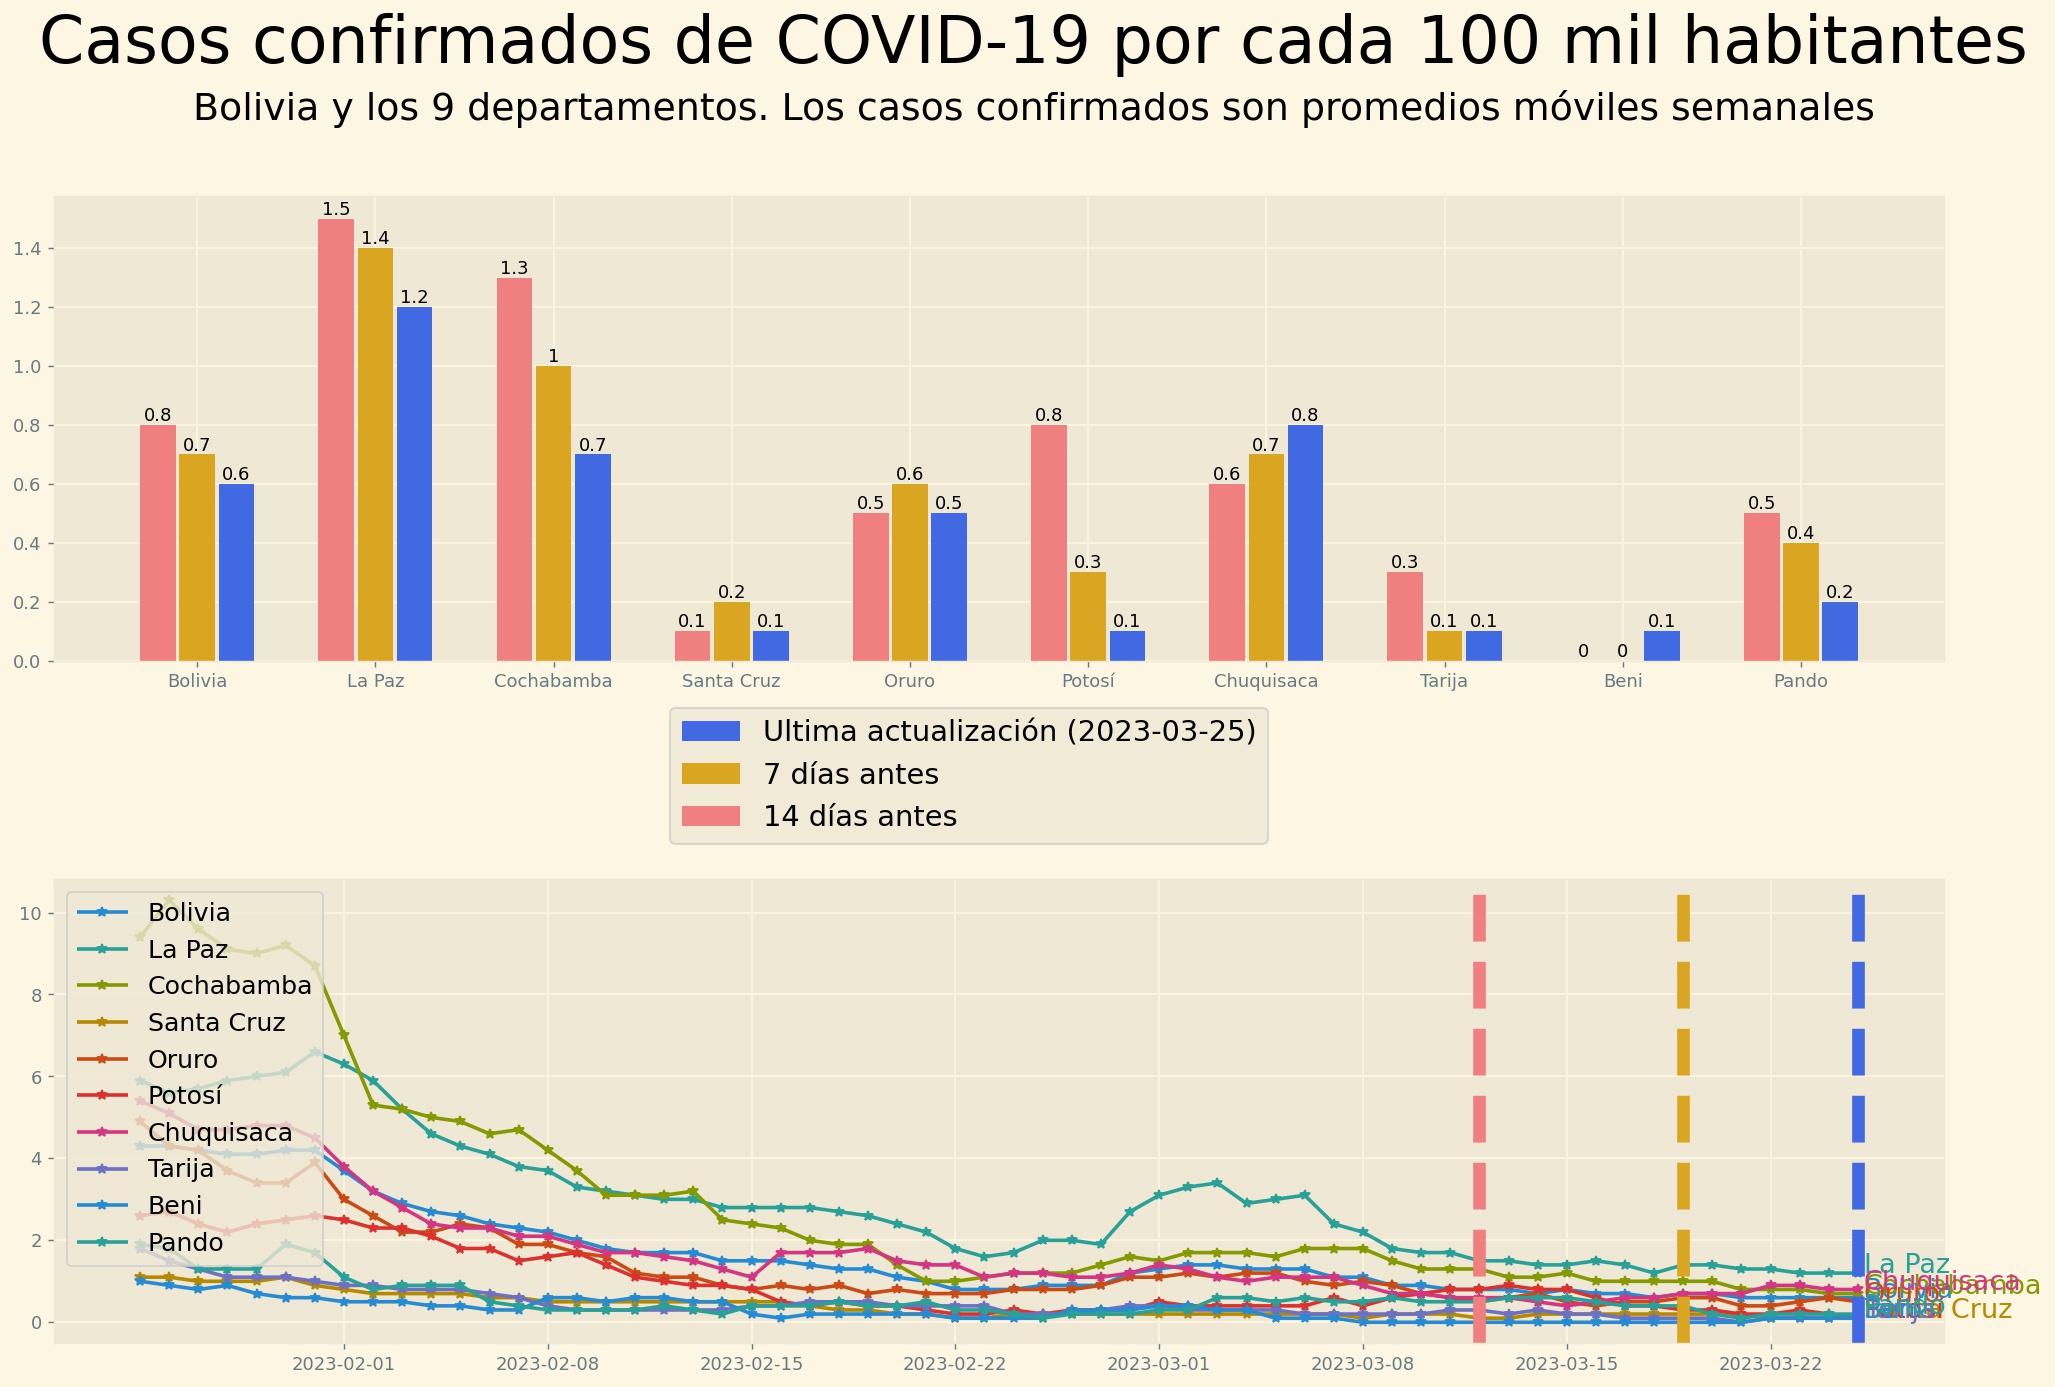 Casos confirmados de COVID-19 por cada 100 mil habitantes
Bolivia y los 9 departamentos. Los casos confirmados son promedios móviles semanales
1.4
1.2
1.0
0.8
0.6
0.4
0.2
0.0
0.8 0.7 0.6
1.5 1.4 1.2
1.3 1 0.7
0.1 0.2 0.1
0.5 0.6 0.5
0.8 0.3 0.1
0.6 0.7 0.8
0.3 0.1 0.1
0 0 0.1
0.5 0.4 0.2
Bolivia La Paz Cochabamba Santa Cruz Oruro Potosí Chuquisaca Tarija Beni Pando
Ultima actualización (2023-03-25)
7 días antes
14 días antes
10
8
6
4
2
0
Bolivia
La Paz
Cochabamba
Santa Cruz
Oruro
Potosí
Chuquisaca
Tarija
Beni
Pando
La Paz
Chuquisaca
2023-02-01 2023-02-08 2023-02-15 2023-02-22 2023-03-01 2023-03-08 2023-03-15 2023-03-22